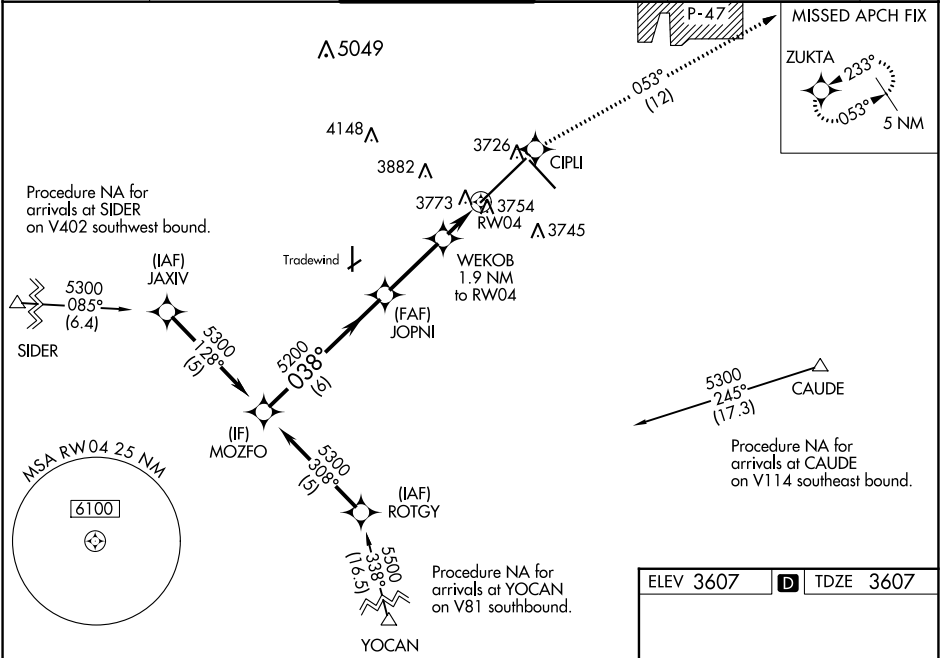 P-47
MISSED APCH FIX
ZUKTA
233°
053°
5 NM
053°
(12)
5049
4148
3882
3726
CIPLI
3773
3754
RW04
3745
Procedure NA for
arrivals at SIDER
on V402 southwest bound.
Tradewind
WEKOB
1.9 NM
to RW04
(IAF)
JAXIV
5300
085°
(6.4)
SIDER
(FAF)
JOPNI
5300
128°
(5)
5200
038°
(6)
(IF)
MOZFO
5300
245°
(17.3)
CAUDE
Procedure NA for
arrivals at CAUDE
on V114 southeast bound.
MSA RW04 25 NM
6100
5300
308°
(5)
(IAF)
ROTGY
5500
338°
(16.5)
YOCAN
Procedure NA for
arrivals at YOCAN
on V81 southbound.
ELEV 3607
D
TDZE 3607